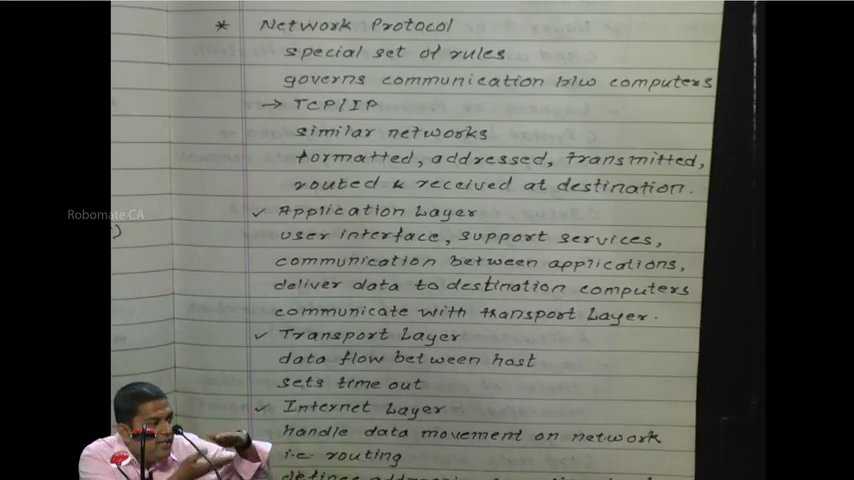 * Network Protocol
special set of rules
governs communication b/w computers
→ TCP/IP
similar networks
formatted, addressed, transmitted,
routed & received at destination.
Robomate CA
✓ Application Layer
user interface, support services,
communication between applications,
deliver data to destination computers
communicate with transport Layer.
✓ Transport Layer
data flow between host
sets time out
✓ Internet Layer
handle data movement on network
i.e routing